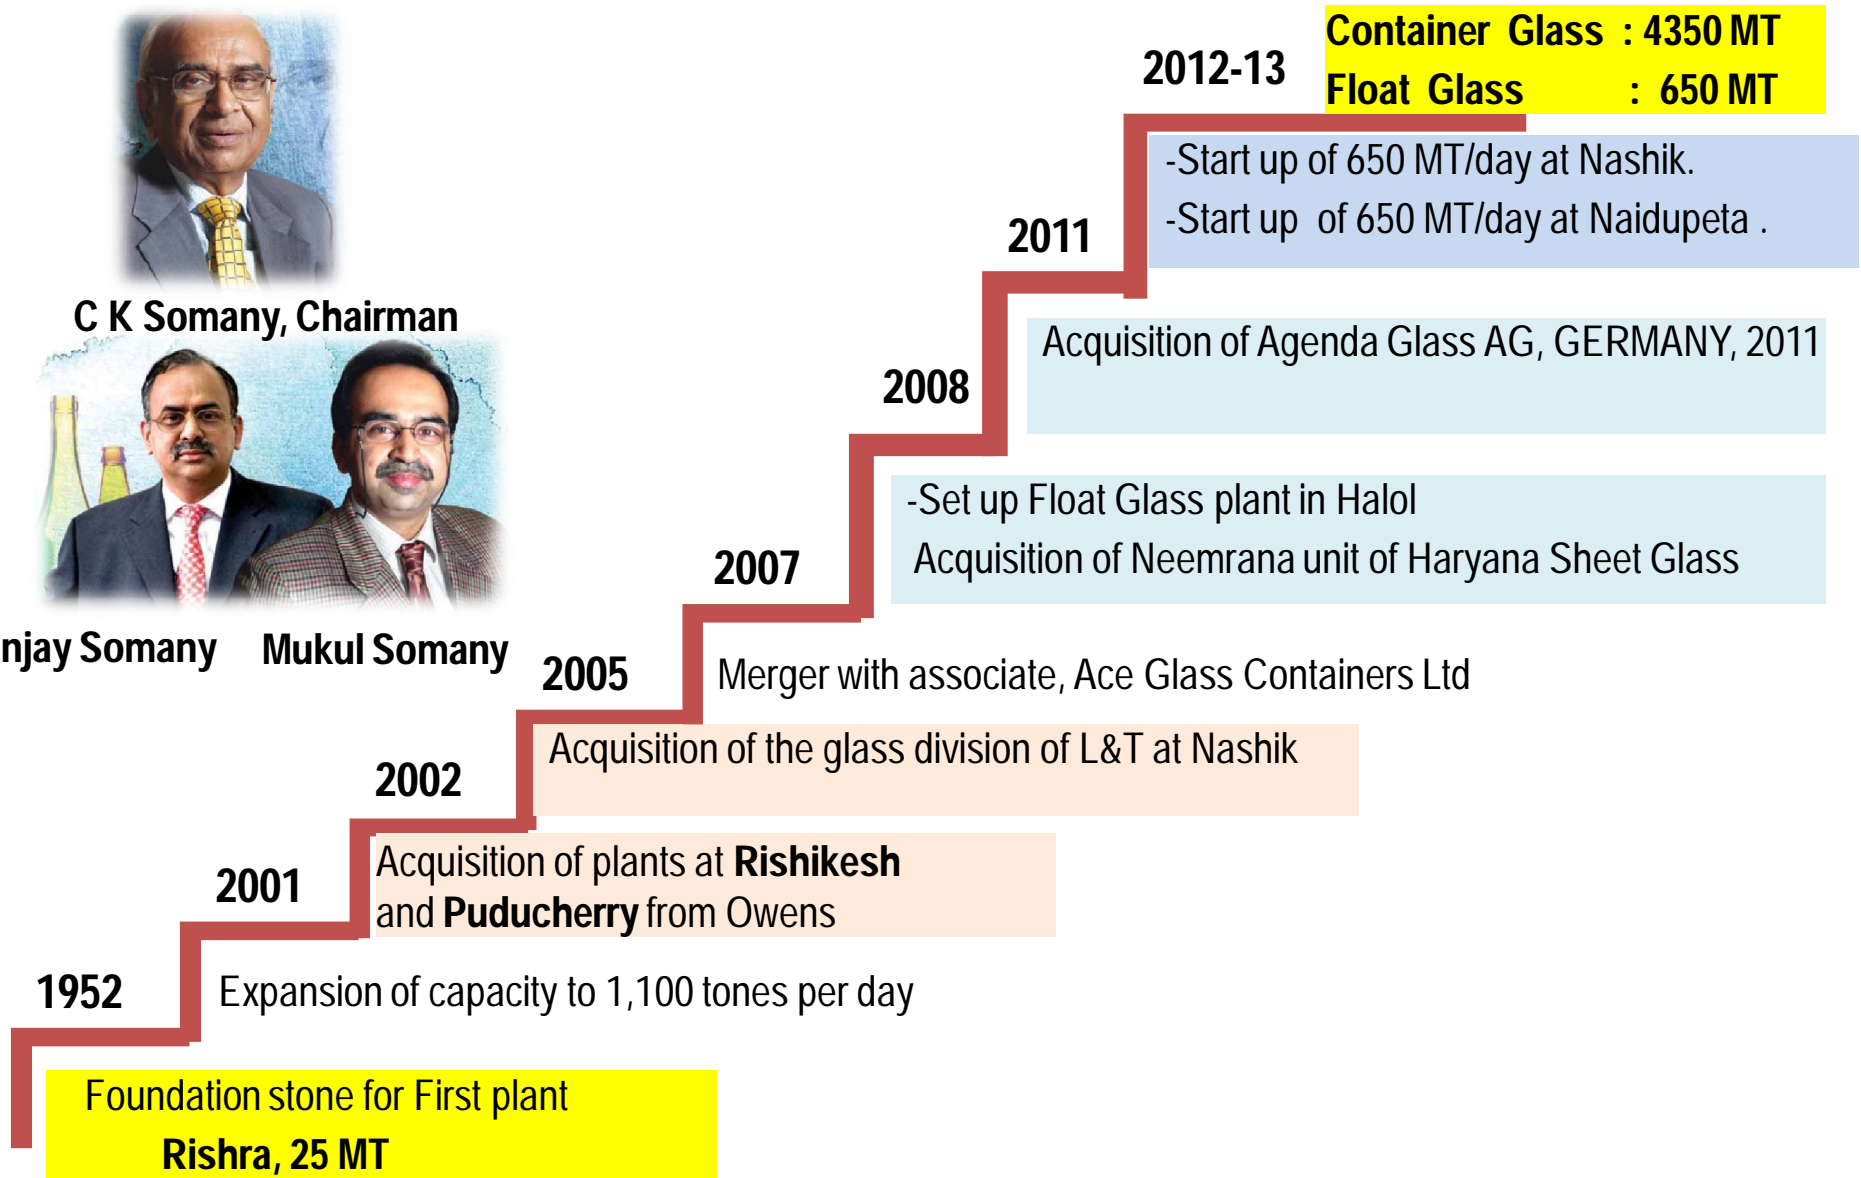 Container Glass : 4350 MT
2012-13
Float Glass : 650 MT
-Start up of 650 MT/day at Nashik.
-Start up of 650 MT/day at Naidupeta .
2011
C K Somany, Chairman
Acquisition of Agenda Glass AG, GERMANY, 2011
2008
-Set up Float Glass plant in Halol
Acquisition of Neemrana unit of Haryana Sheet Glass
2007
njay Somany Mukul Somany
2005
Merger with associate, Ace Glass Containers Ltd
Acquisition of the glass division of L&T at Nashik
2002
Acquisition of plants at Rishikesh
and Puducherry from Owens
2001
1952
Expansion of capacity to 1,100 tones per day
Foundation stone for First plant
Rishra, 25 MT